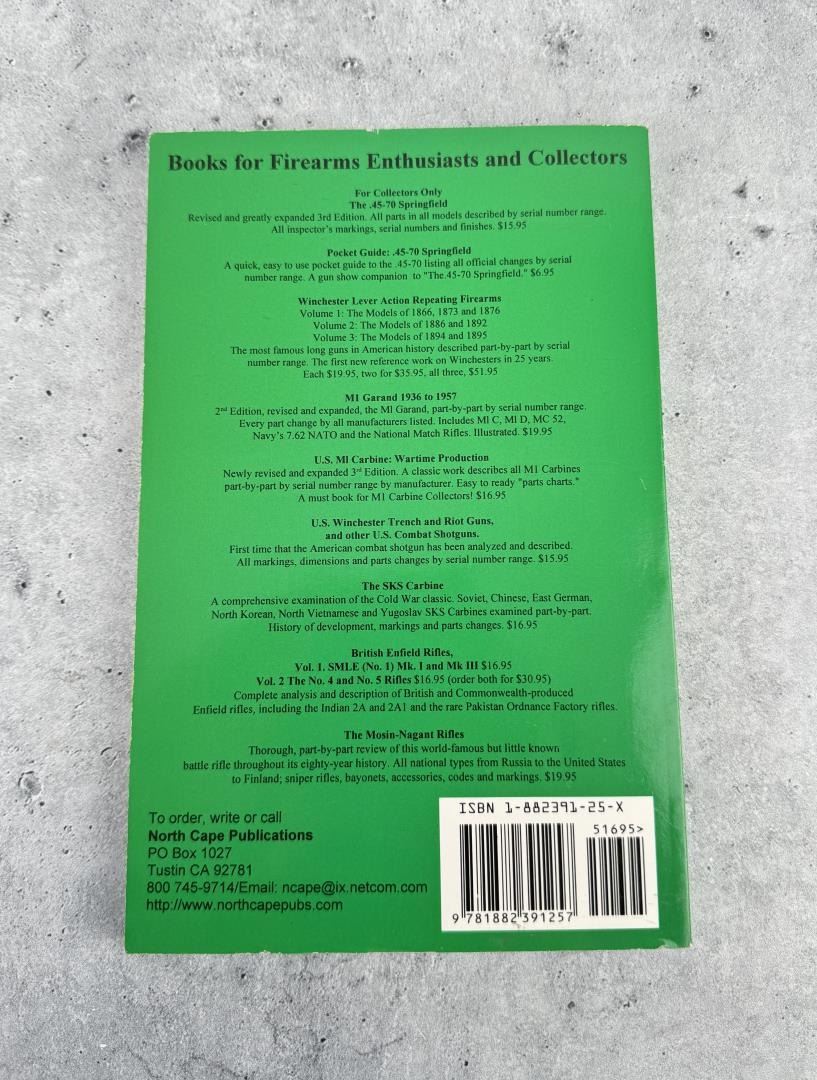 Books for Firearms Enthusiasts and Collectors
For Collectors Only
The .45-70 Springfield
Revised and greatly expanded 3rd Edition. All parts in all models described by serial number range.
All inspector's markings, serial numbers and finishes. $15.95
Pocket Guide: .45-70 Springfield
A quick, easy to use pocket guide to the .45-70 listing all official changes by serial
number range. A gun show companion to "The.45-70 Springfield." $6.95
Winchester Lever Action Repeating Firearms
Volume 1: The Models of 1866, 1873 and 1876
Volume 2: The Models of 1886 and 1892
Volume 3: The Models of 1894 and 1895
The most famous long guns in American history described part-by-part by serial
number range. The first new reference work on Winchesters in 25 years.
Each $19.95, two for $35.95, all three, $51.95
M1 Garand 1936 to 1957
2nd Edition, revised and expanded, the M1 Garand, part-by-part by serial number range.
Every part change by all manufacturers listed. Includes M1 C, M1 D, MC 52,
Navy's 7.62 NATO and the National Match Rifles. Illustrated. $19.95
U.S. M1 Carbine: Wartime Production
Newly revised and expanded 3rd Edition. A classic work describes all M1 Carbines
part-by-part by serial number range by manufacturer. Easy to ready "parts charts."
A must book for M1 Carbine Collectors! $16.95
U.S. Winchester Trench and Riot Guns,
and other U.S. Combat Shotguns.
First time that the American combat shotgun has been analyzed and described.
All markings, dimensions and parts changes by serial number range. $15.95
The SKS Carbine
A comprehensive examination of the Cold War classic. Soviet, Chinese, East German,
North Korean, North Vietnamese and Yugoslav SKS Carbines examined part-by-part.
History of development, markings and parts changes. $16.95
British Enfield Rifles,
Vol. 1. SMLE (No. 1) Mk. I and Mk III $16.95
Vol. 2 The No. 4 and No. 5 Rifles $16.95 (order both for $30.95)
Complete analysis and description of British and Commonwealth-produced
Enfield rifles, including the Indian 2A and 2A1 and the rare Pakistan Ordnance Factory rifles.
The Mosin-Nagant Rifles
Thorough, part-by-part review of this world-famous but little known
battle rifle throughout its eighty-year history. All national types from Russia to the United States
to Finland; sniper rifles, bayonets, accessories, codes and markings. $19.95
To order, write or call
North Cape Publications
PO Box 1027
Tustin CA 92781
800 745-9714/Email: ncape@ix.netcom.com
http://www.northcapepubs.com
ISBN 1-882391-25-X
51695>
9 781882 391257